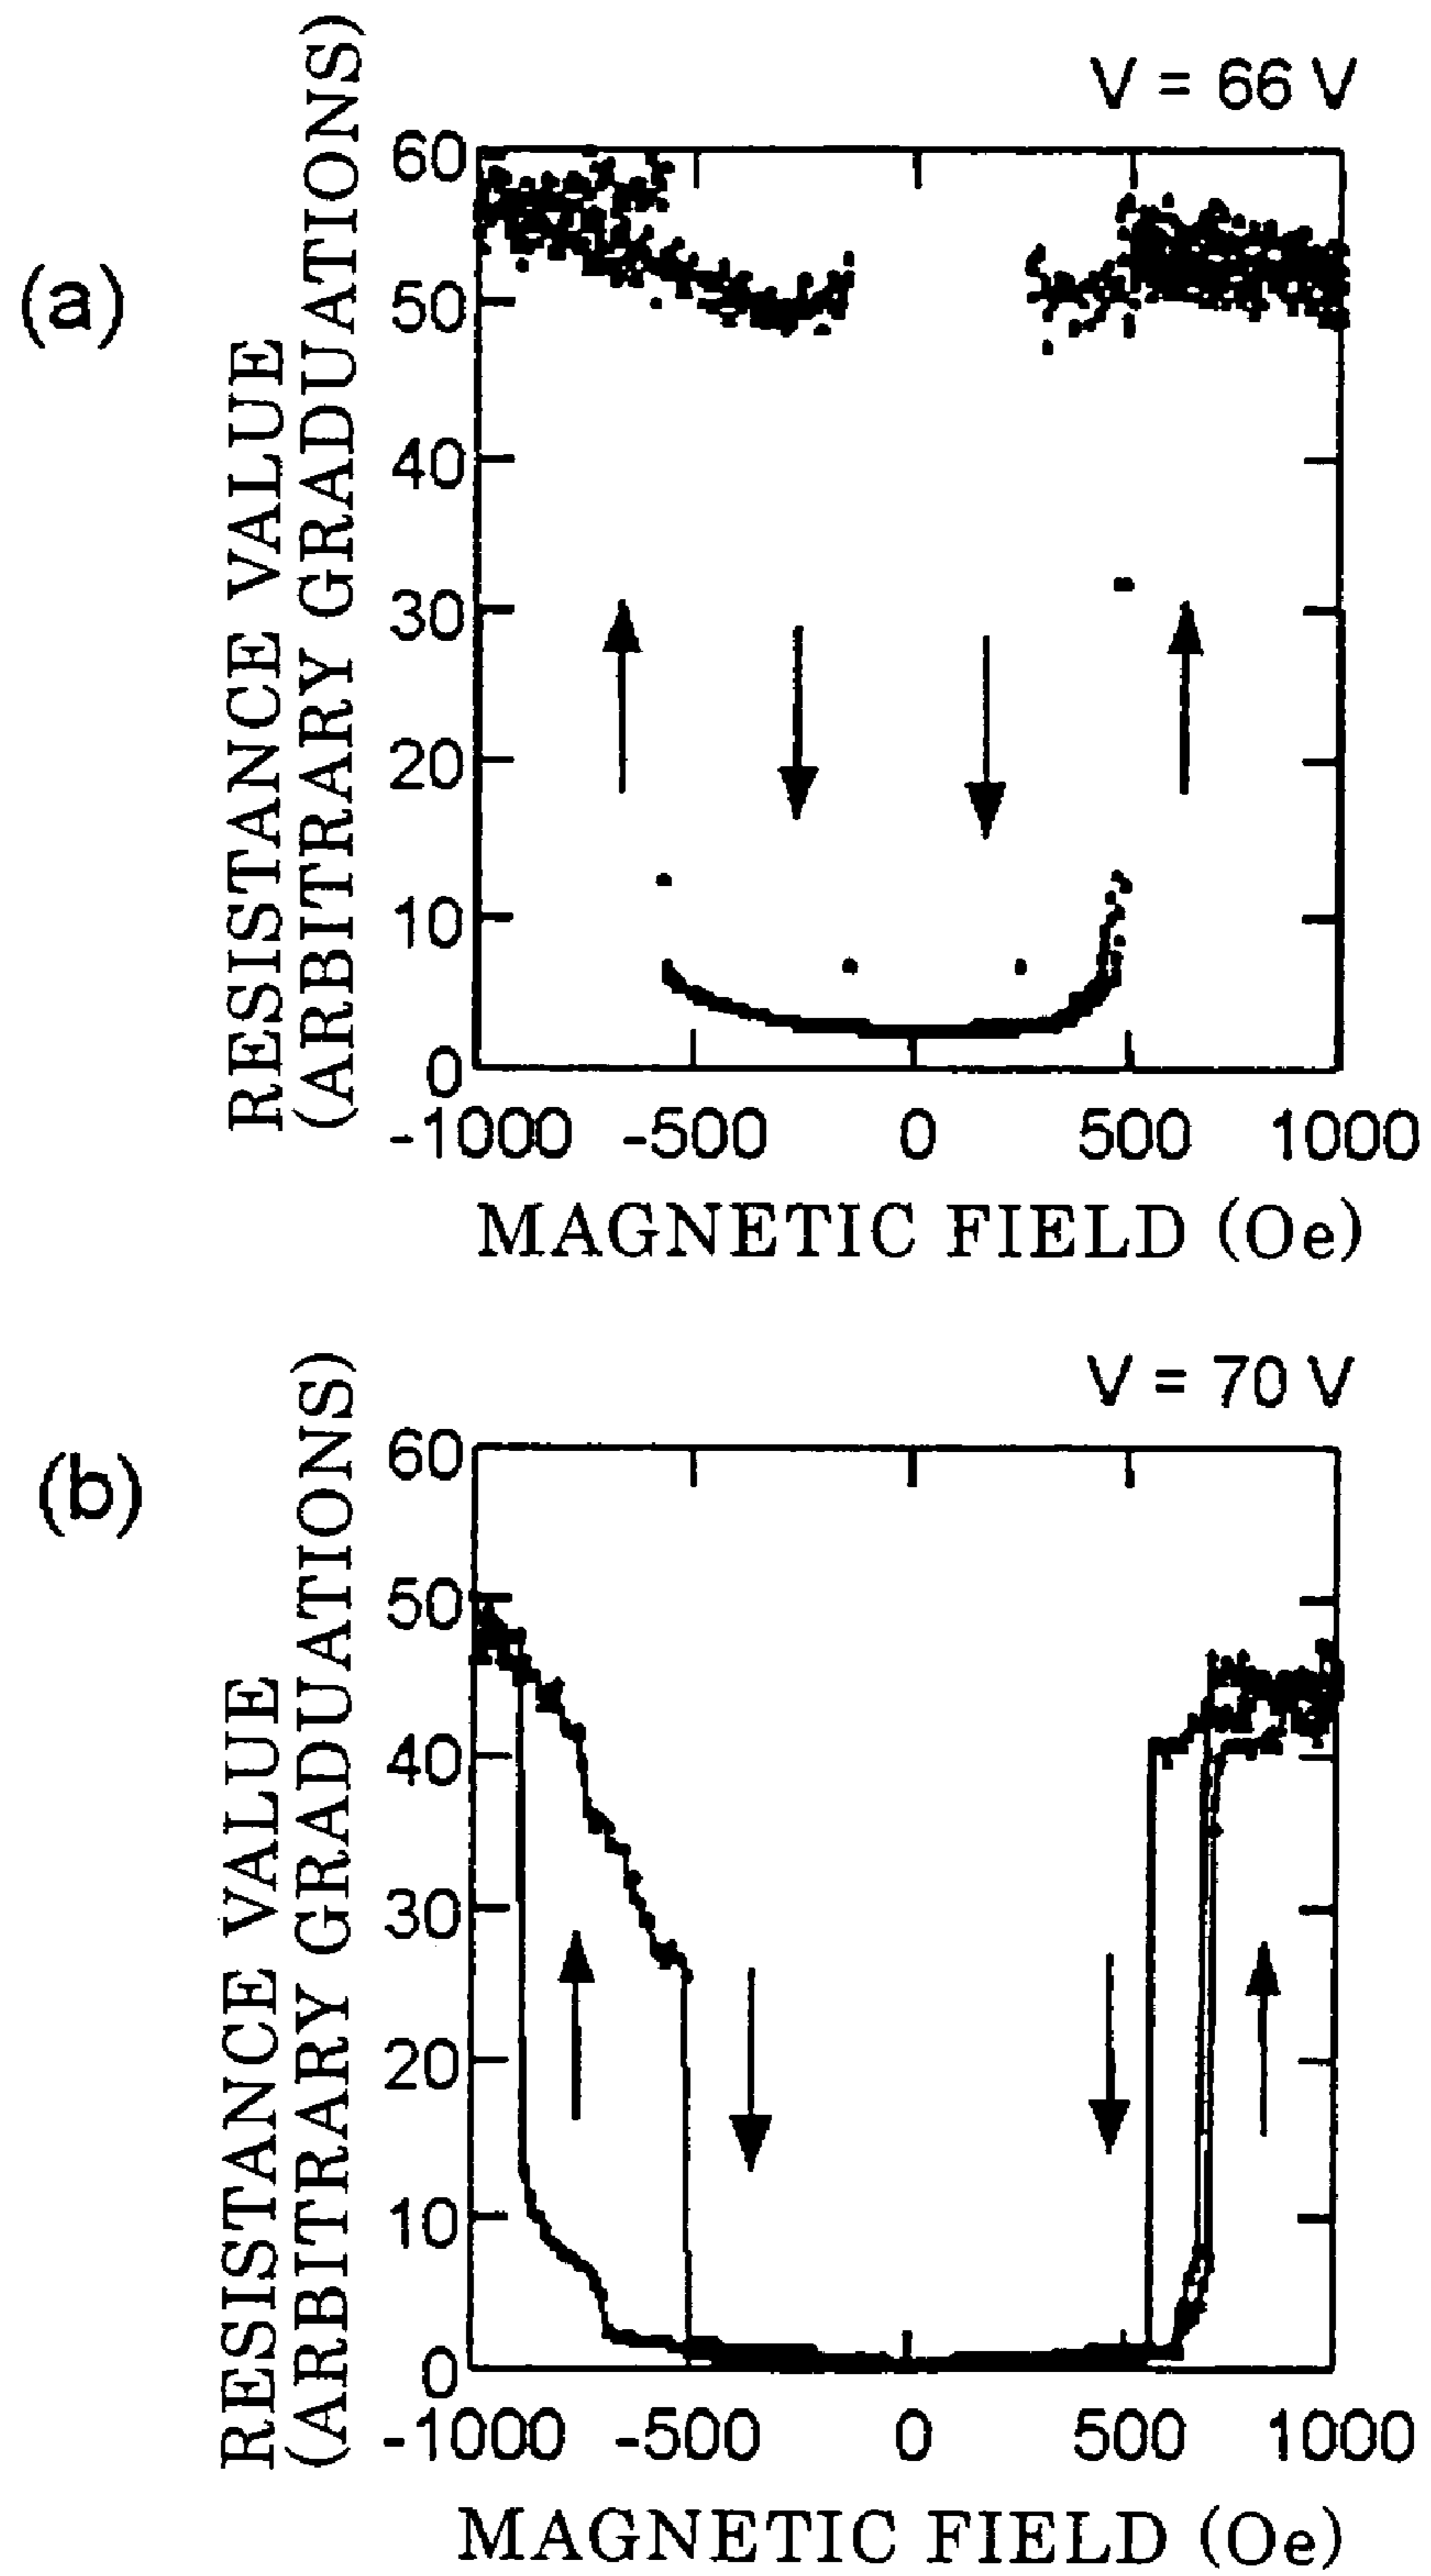 (a)
V = 66 V
RESISTANCE VALUE
(ARBITRARY GRADUATIONS)
60
50
40
30
20
10
0
-1000 -500 0 500 1000
MAGNETIC FIELD (Oe)
(b)
V = 70 V
RESISTANCE VALUE
(ARBITRARY GRADUATIONS)
60
50
40
30
20
10
0
-1000 -500 0 500 1000
MAGNETIC FIELD (Oe)